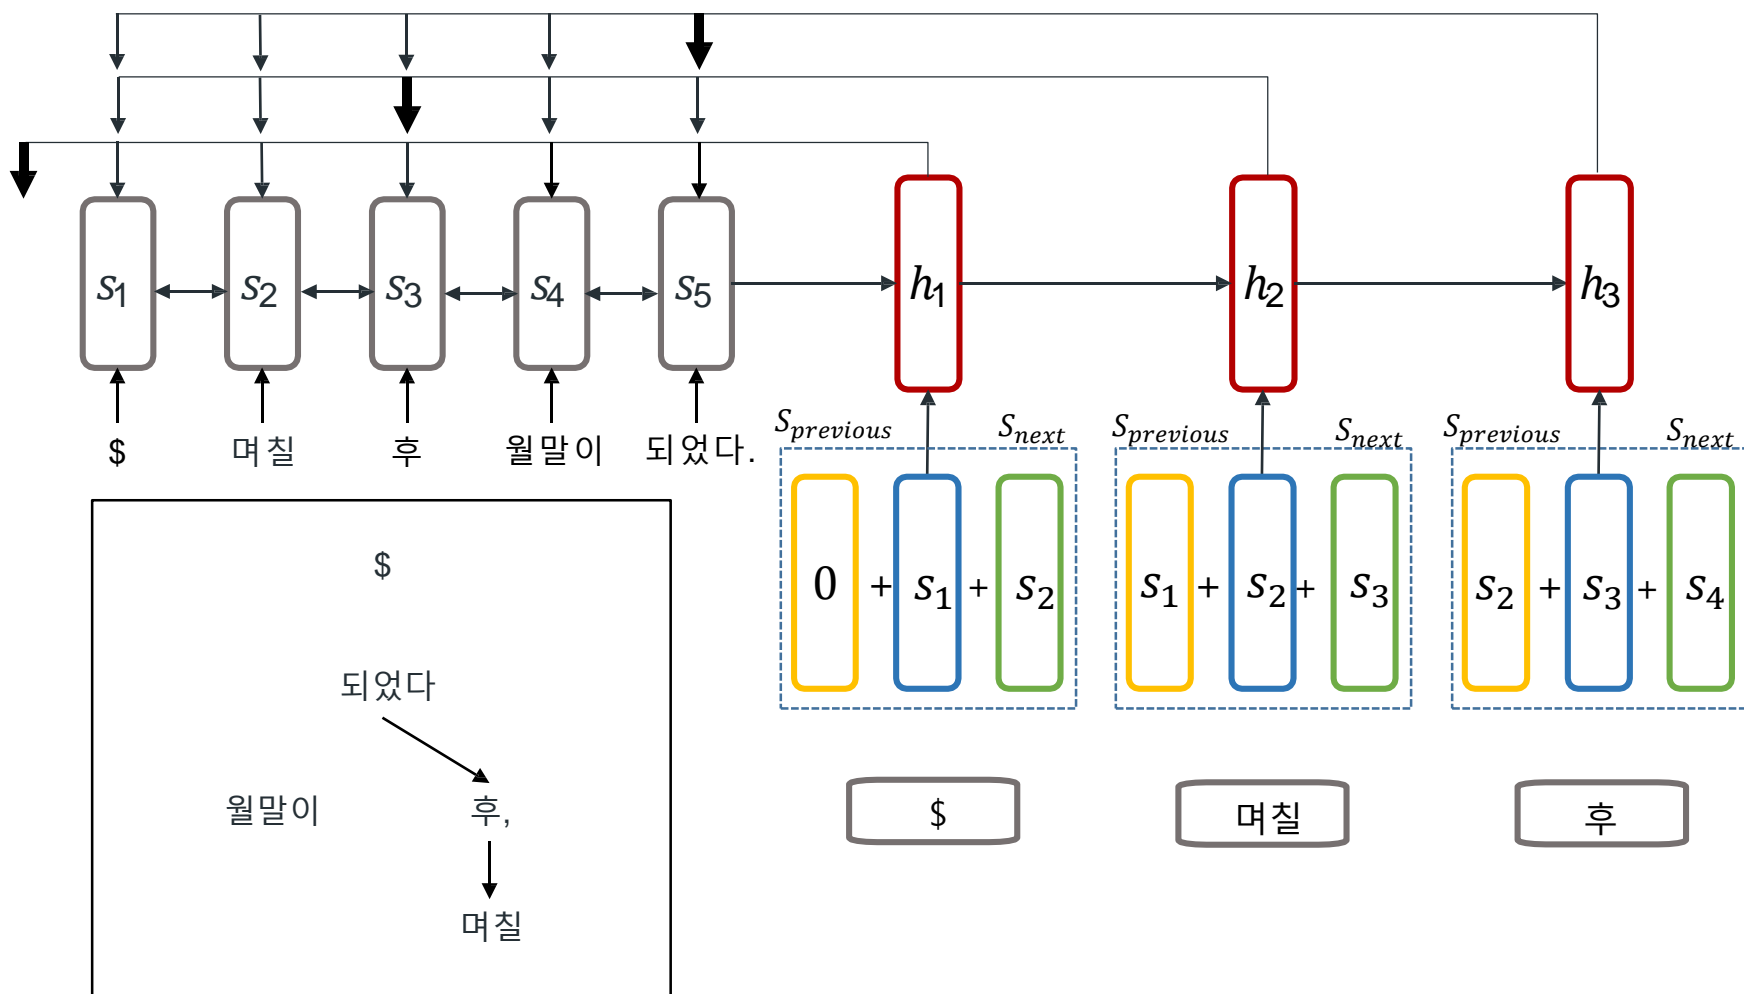 s1 s2 s3 s4 s5 h1 h2 h3
$ 며칠 후 월말이 되었다.
Sprevious Snext Sprevious Snext Sprevious Snext
0 + s1 + s2 s1 + s2 + s3 s2 + s3 + s4
$
되었다
월말이 후,
며칠
$ 며칠 후